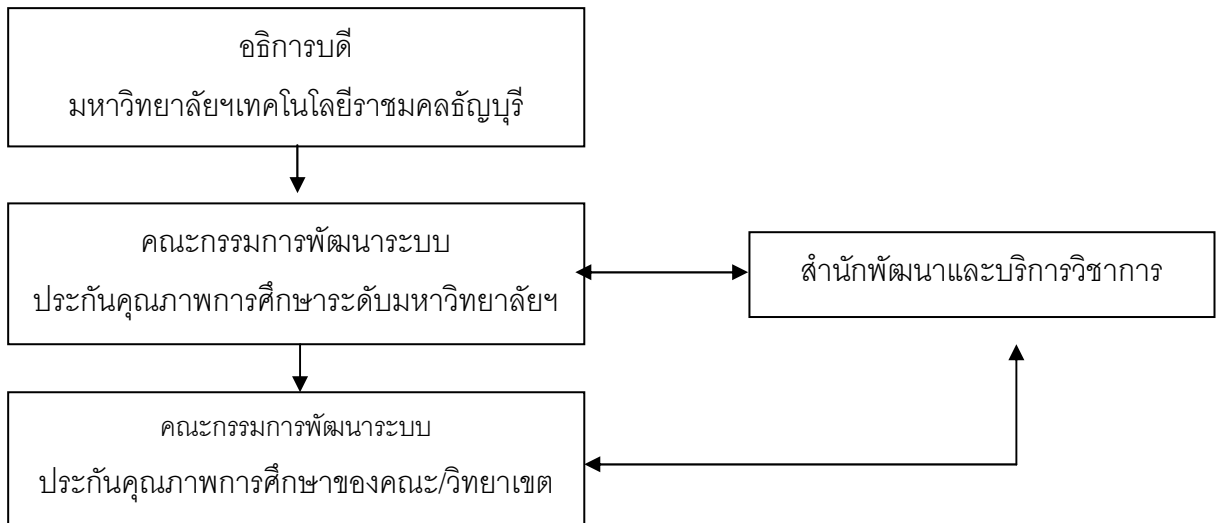 อธิการบดี
มหาวิทยาลัยฯเทคโนโลยีราชมคลธัญบุรี
คณะกรรมการพัฒนาระบบ
ประกันคุณภาพการศึกษาระดับมหาวิทยาลัยฯ
สำนักพัฒนาและบริการวิชาการ
คณะกรรมการพัฒนาระบบ
ประกันคุณภาพการศึกษาของคณะ/วิทยาเขต